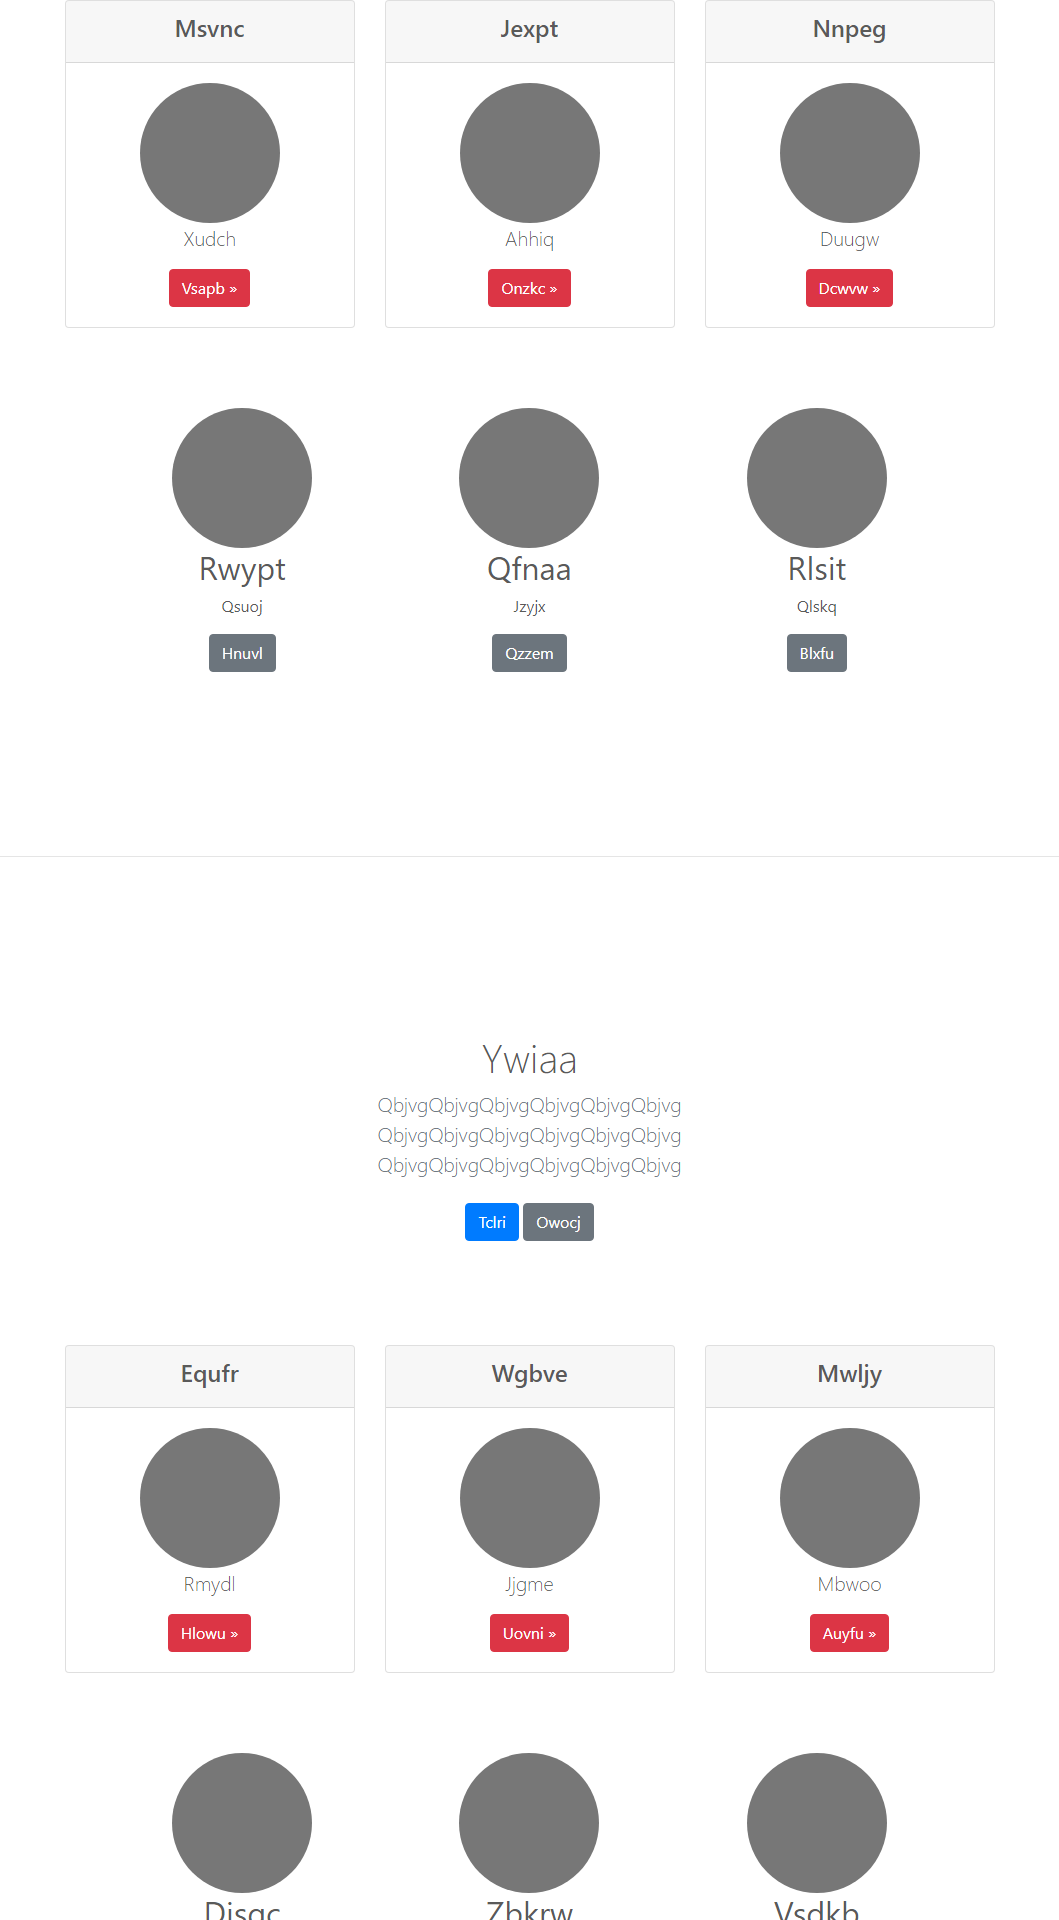 Msvnc
Jexpt
Nnpeg
Xudch
Ahhiq
Duugw
Vsapb »
Onzkc »
Dcwvw »
Rwypt
Qfnaa
Rlsit
Qsuoj
Jzyjx
Qlskq
Hnuvl
Qzzem
Blxfu
Ywiaa
QbjvgQbjvgQbjvgQbjvgQbjvgQbjvg
QbjvgQbjvgQbjvgQbjvgQbjvgQbjvg
QbjvgQbjvgQbjvgQbjvgQbjvgQbjvg
Tclri
Owocj
Equfr
Wgbve
Mwljy
Rmydl
Jjgme
Mbwoo
Hlowu »
Uovni »
Auyfu »
Zbkrw
Vsdkb